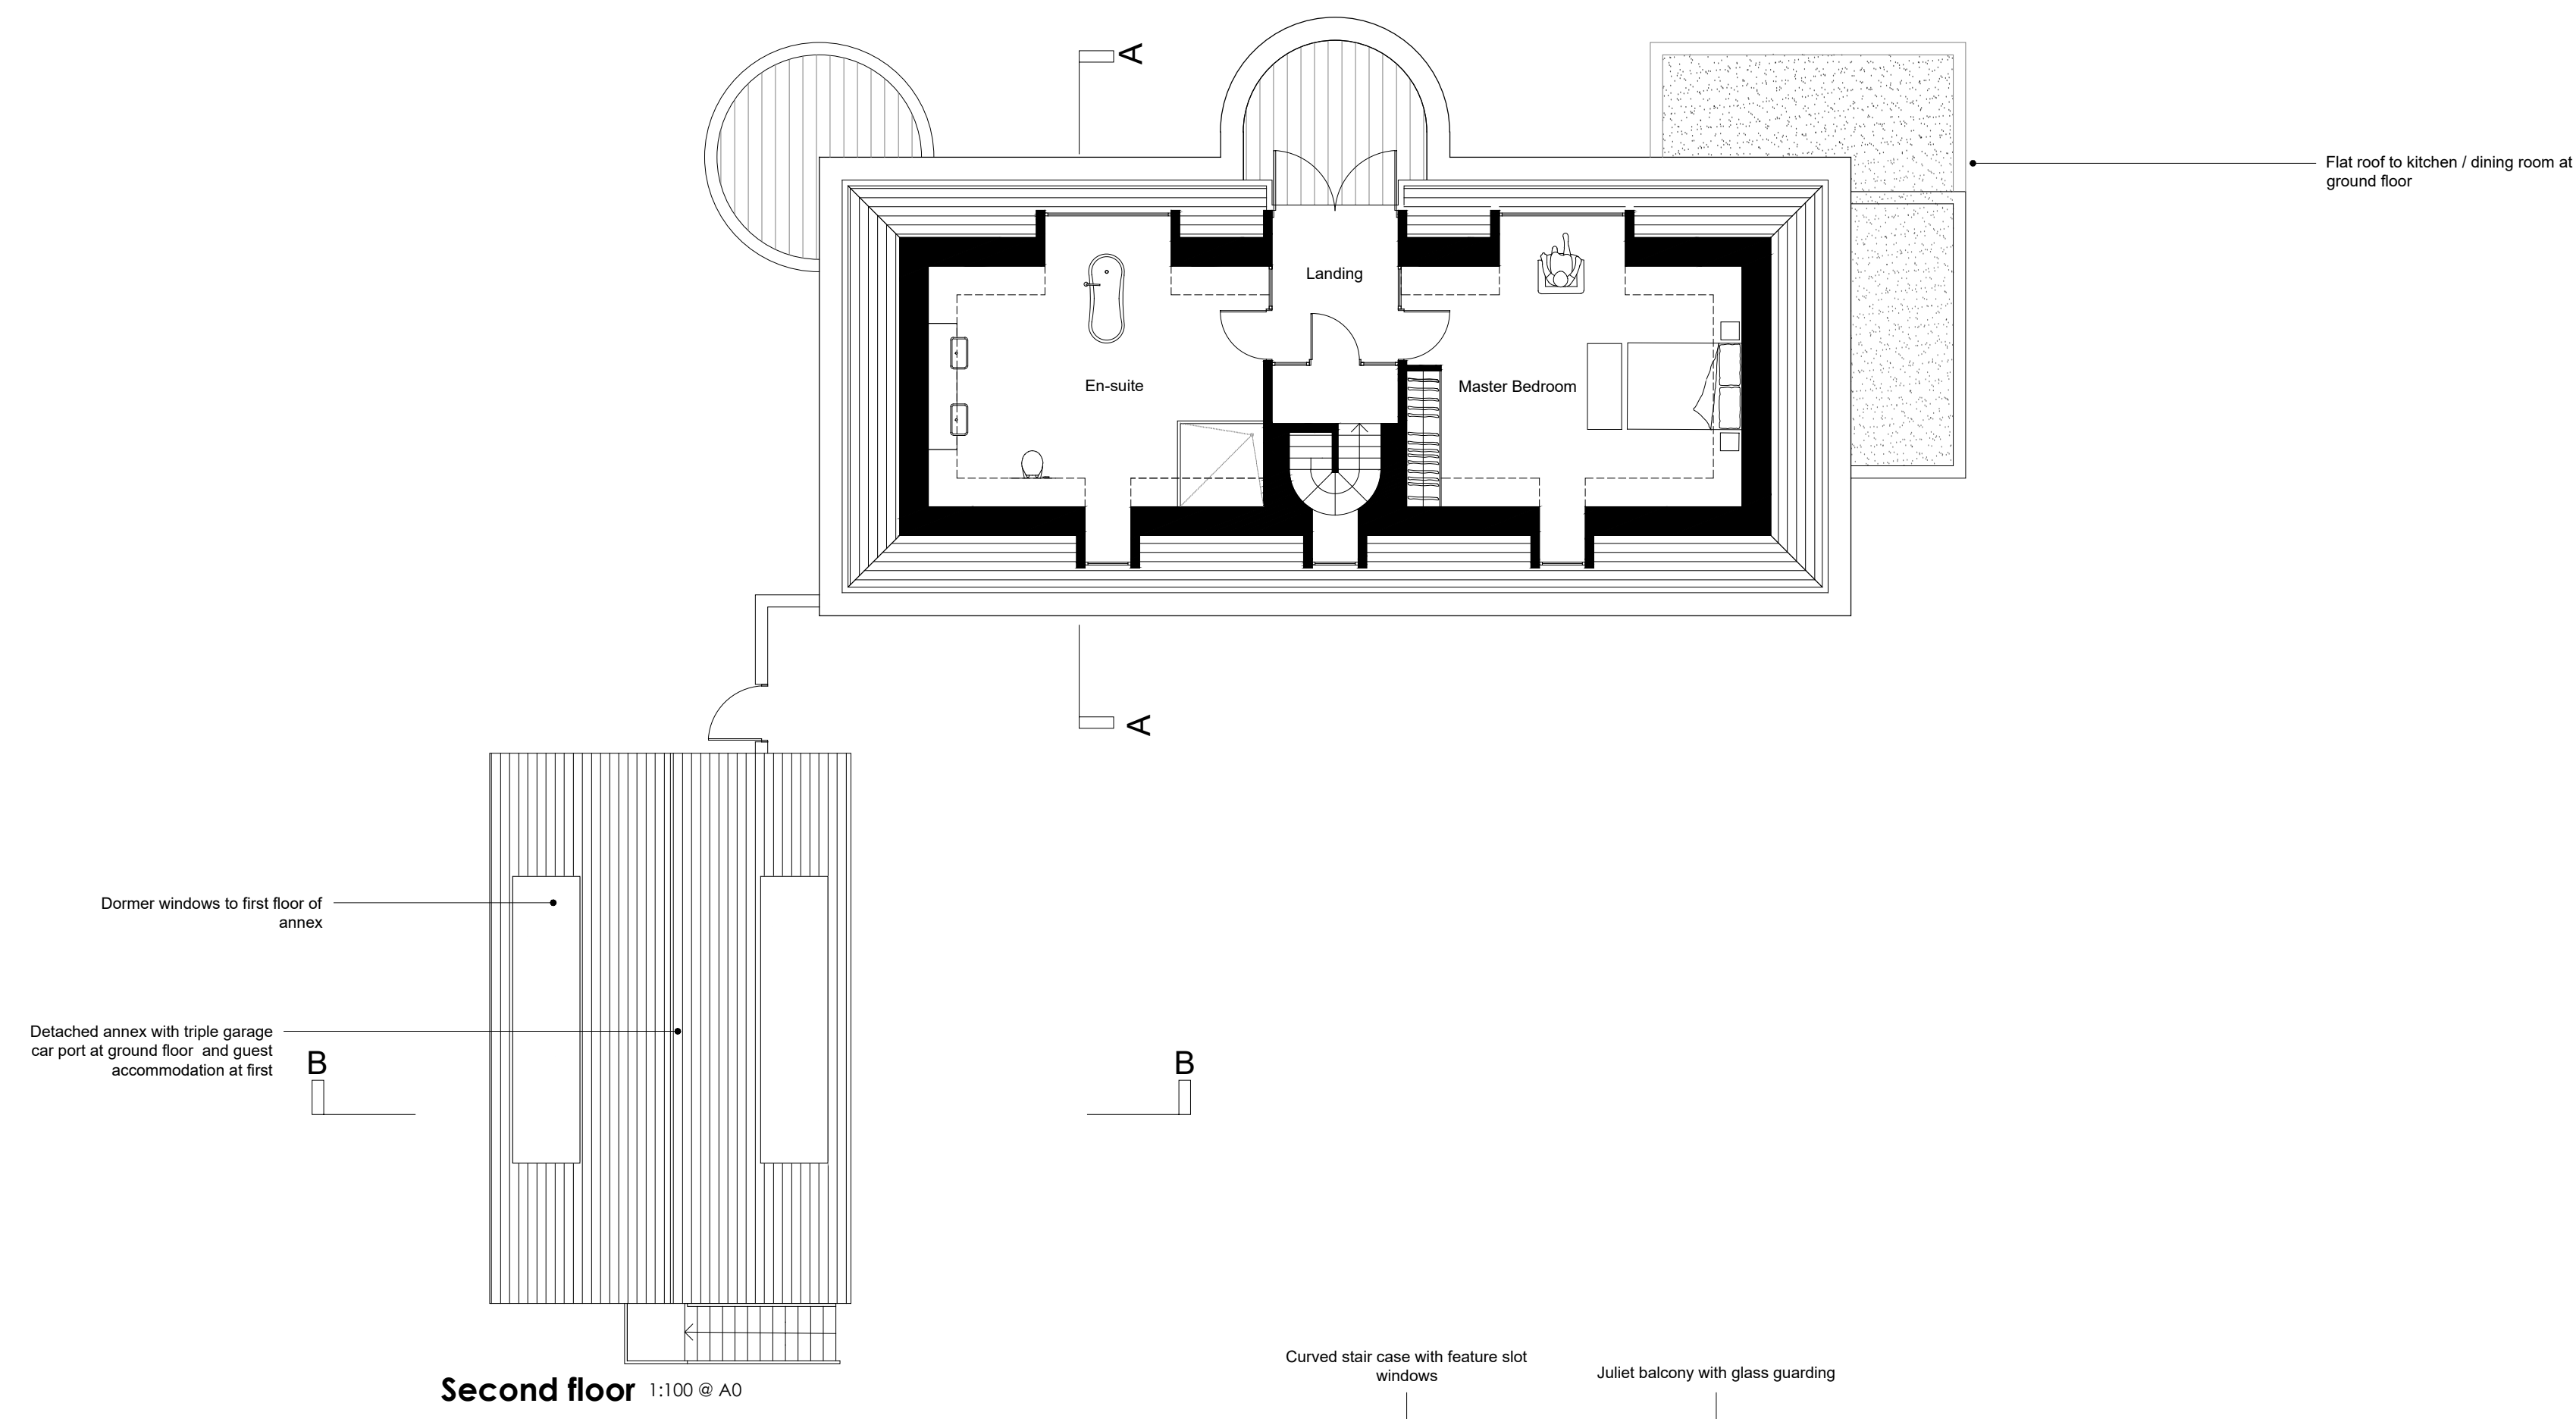 A
Flat roof to kitchen / dining room at
ground floor
Landing
En-suite
Master Bedroom
A
Dormer windows to first floor of
annex
Detached annex with triple garage
car port at ground floor  and guest
accommodation at first
B
B
Curved stair case with feature slot
windows
Juliet balcony with glass guarding
Second floor 1:100 @ A0